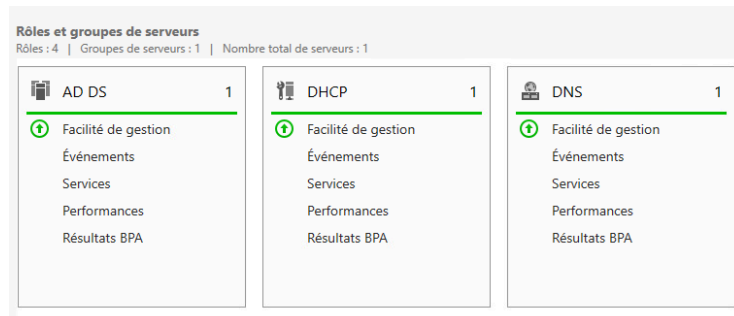 Rôles et groupes de serveurs
Rôles : 4 | Groupes de serveurs : 1 | Nombre total de serveurs : 1
AD DS 1
Facilité de gestion
Événements
Services
Performances
Résultats BPA
DHCP 1
Facilité de gestion
Événements
Services
Performances
Résultats BPA
DNS 1
Facilité de gestion
Événements
Services
Performances
Résultats BPA